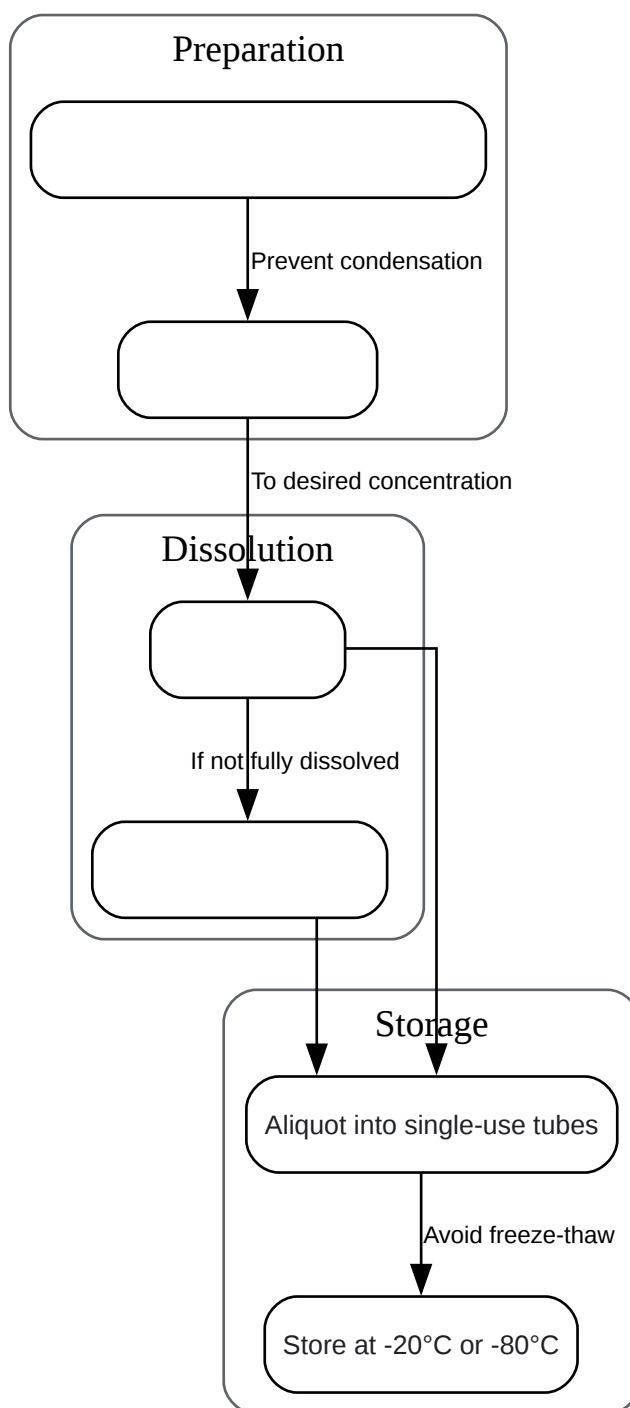 Preparation
Prevent condensation
To desired concentration
Dissolution
If not fully dissolved
Storage
Aliquot into single-use tubes
Avoid freeze-thaw
Store at -20°C or -80°C